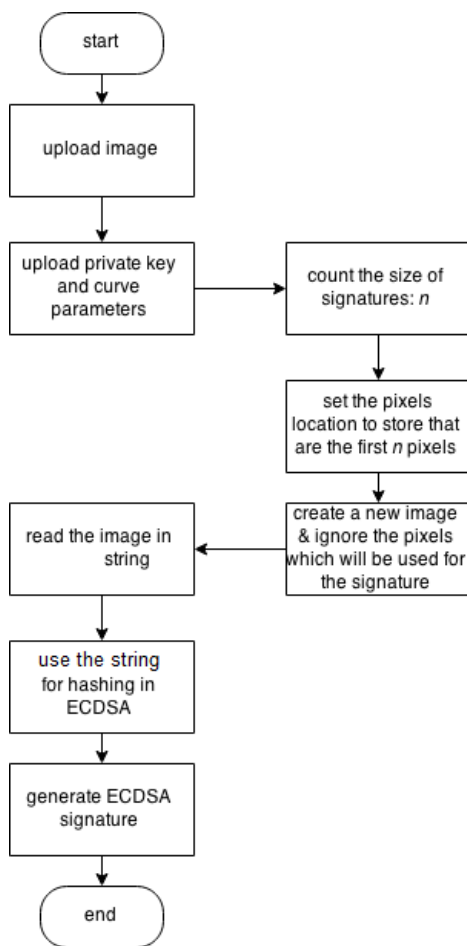 start
upload image
upload private key
and curve
parameters
count the size of
signatures: n
set the pixels
location to store that
are the first n pixels
create a new image
& ignore the pixels
which will be used for
the signature
read the image in
string
use the string
for hashing in
ECDSA
generate ECDSA
signature
end